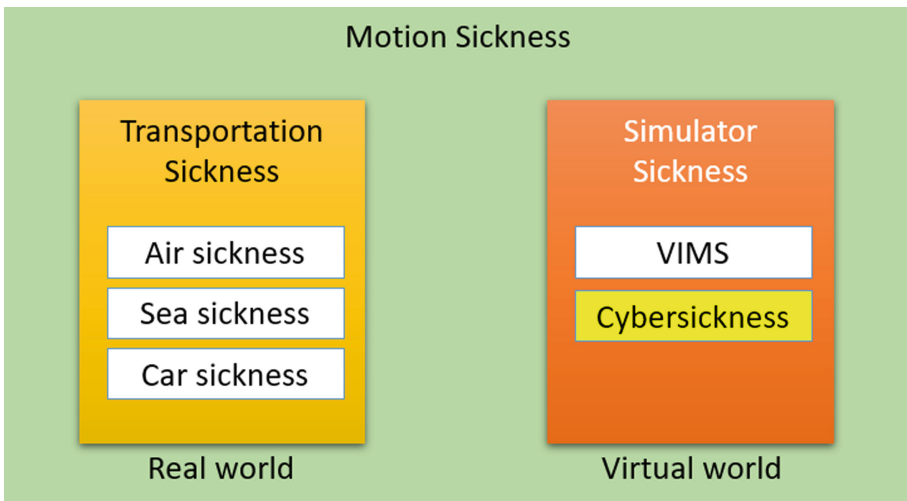 Motion Sickness
Transportation
Sickness
Air sickness
Sea sickness
Car sickness
Real world
Simulator
Sickness
VIMS
Cybersickness
Virtual world